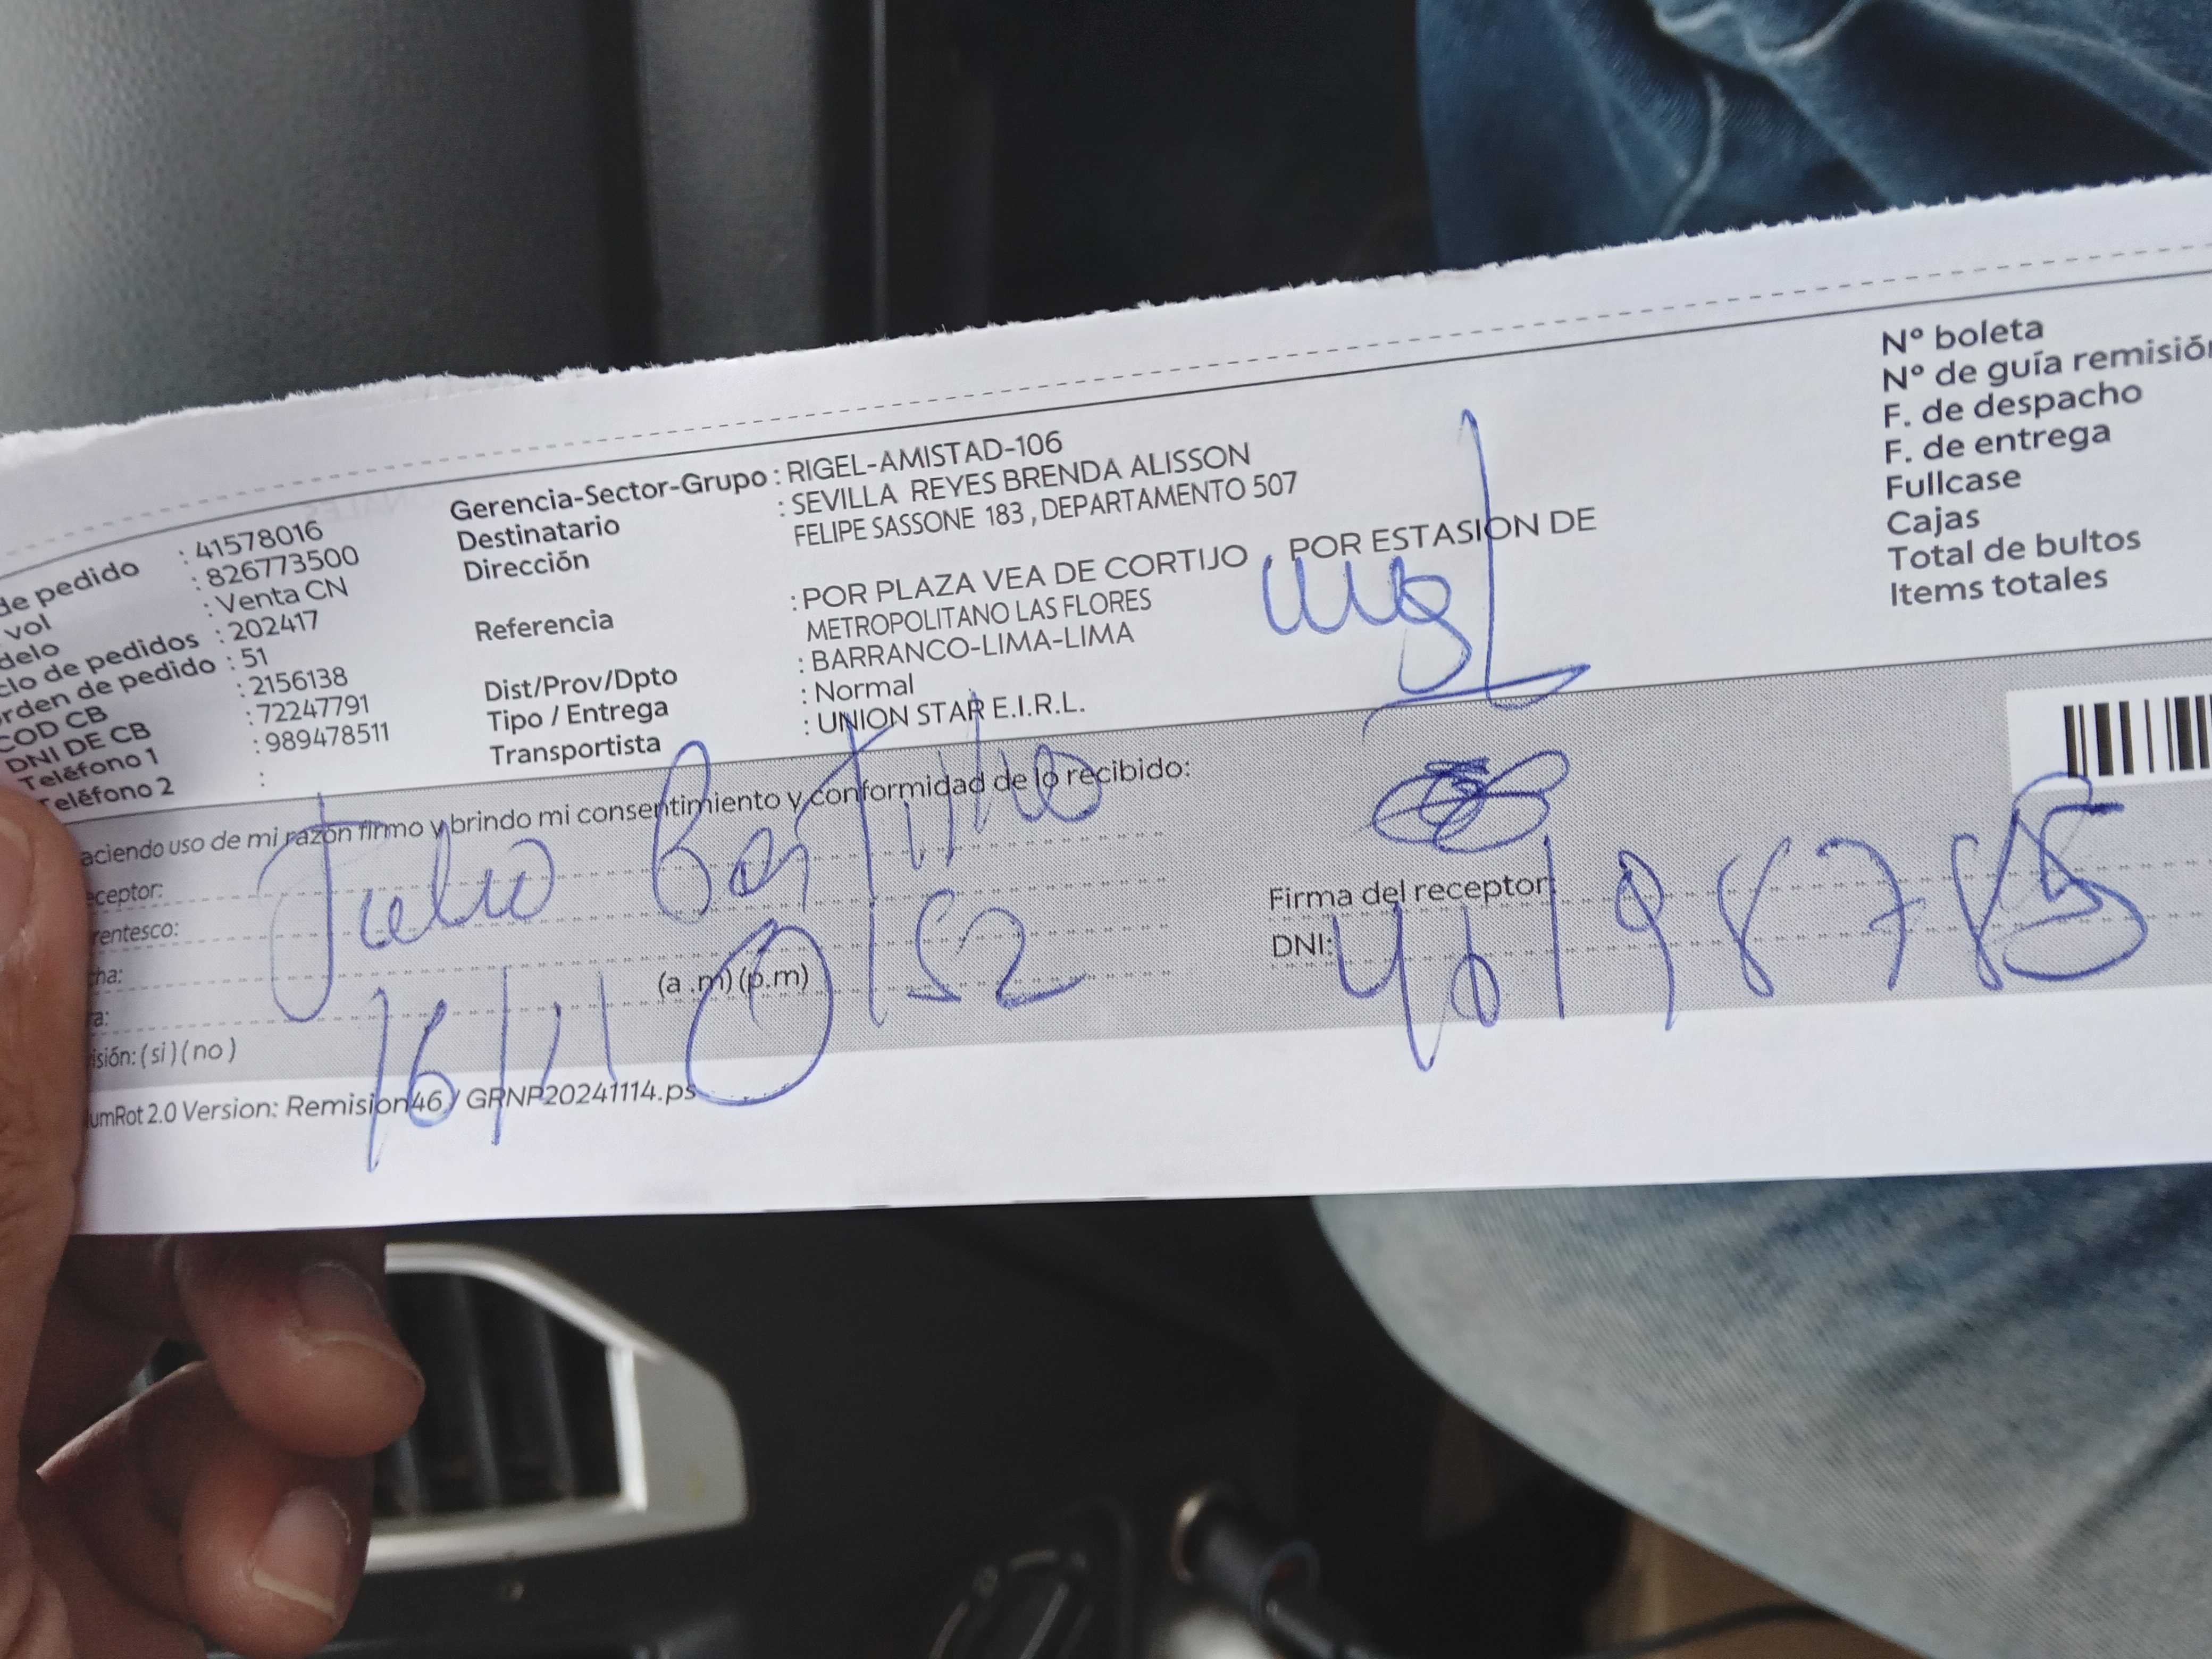 de pedido : 41578016
vol : 826773500
delo : Venta CN
clo de pedidos : 202417
rden de pedido : 51
COD CB : 2156138
DNI DE CB : 72247791
Teléfono 1 : 989478511
Teléfono 2 :
Gerencia-Sector-Grupo : RIGEL-AMISTAD-106
Destinatario : SEVILLA REYES BRENDA ALISSON
Dirección FELIPE SASSONE 183 , DEPARTAMENTO 507
Referencia : POR PLAZA VEA DE CORTIJO , POR ESTASION DE
METROPOLITANO LAS FLORES
Dist/Prov/Dpto : BARRANCO-LIMA-LIMA
Tipo / Entrega : Normal
Transportista : UNION STAR E.I.R.L.
Nº boleta
Nº de guía remisión
F. de despacho
F. de entrega
Fullcase
Cajas
Total de bultos
Items totales
aciendo uso de mi razón firmo y brindo mi consentimiento y conformidad de lo recibido:
eceptor: Julio
rentesco:
cha:
ra: (a .m) (p.m)
16/11
isión: ( si ) ( no )
Firma del receptor:
DNI:
umRot 2.0 Version: Remision46 / GRNP20241114.ps